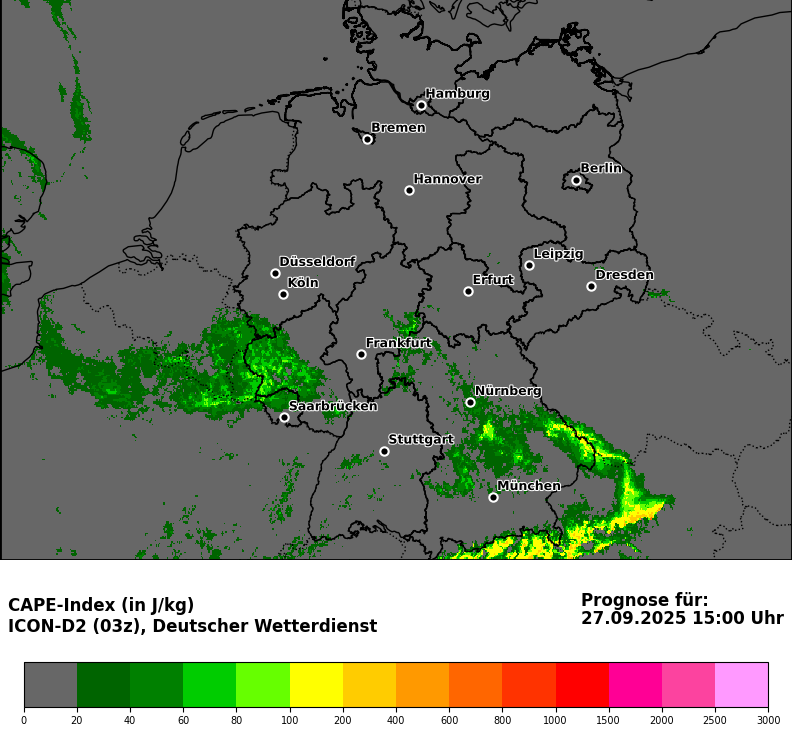 Hamburg
Bremen
Hannover
Berlin
Düsseldorf
Köln
Leipzig
Erfurt
Dresden
Frankfurt
Saarbrücken
Nürnberg
Stuttgart
München
CAPE-Index (in J/kg)
ICON-D2 (03z), Deutscher Wetterdienst
Prognose für:
27.09.2025 15:00 Uhr
0 20 40 60 80 100 200 400 600 800 1000 1500 2000 2500 3000